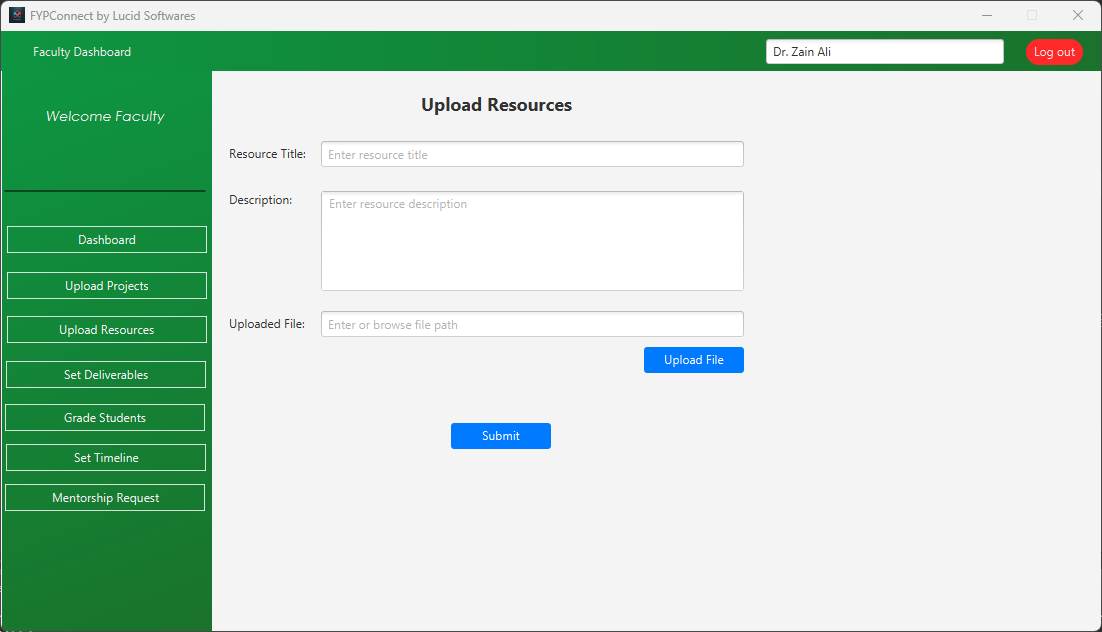 FYPConnect by Lucid Softwares
Faculty Dashboard
Dr. Zain Ali
Log out
Welcome Faculty
Dashboard
Upload Projects
Upload Resources
Set Deliverables
Grade Students
Set Timeline
Mentorship Request
Upload Resources
Resource Title:
Enter resource title
Description:
Enter resource description
Uploaded File:
Enter or browse file path
Upload File
Submit